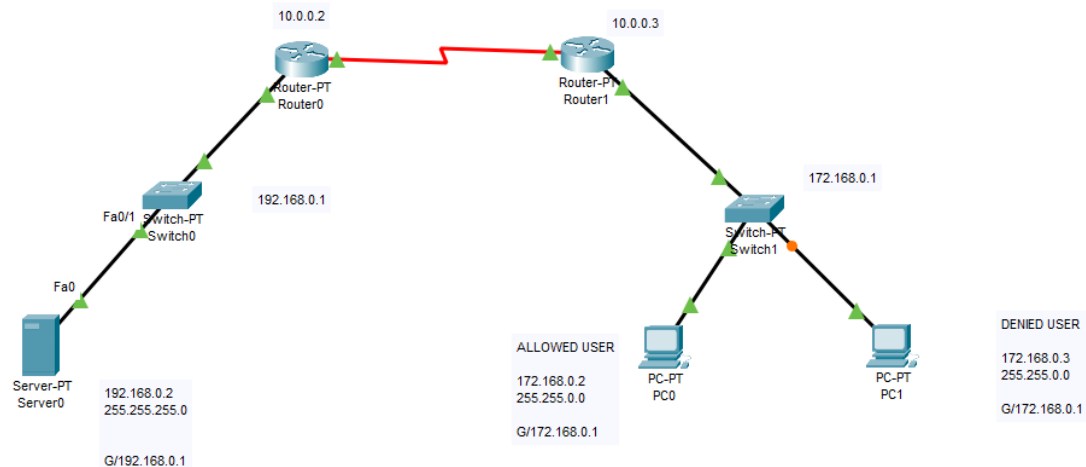 10.0.0.2
10.0.0.3
Router-PT
Router0
Router-PT
Router1
192.168.0.1
172.168.0.1
Fa0/1
Switch-PT
Switch0
Switch-PT
Switch1
Fa0
Server-PT
Server0
192.168.0.2
255.255.255.0
G/192.168.0.1
ALLOWED USER
172.168.0.2
255.255.0.0
G/172.168.0.1
PC-PT
PC0
PC-PT
PC1
DENIED USER
172.168.0.3
255.255.0.0
G/172.168.0.1